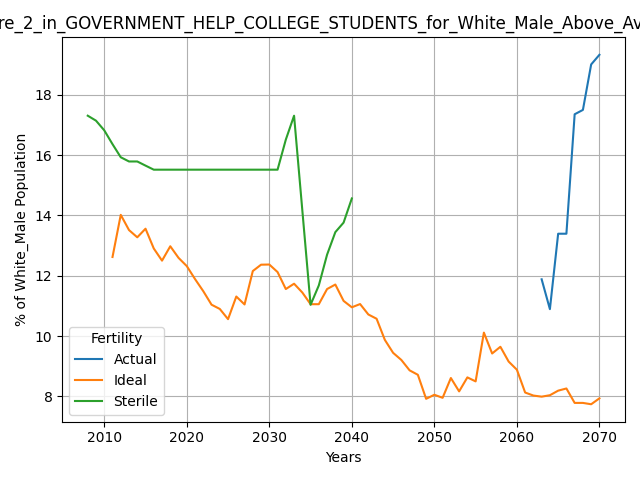 re_2_in_GOVERNMENT_HELP_COLLEGE_STUDENTS_for_White_Male_Above_Av
% of White_Male Population
18
16
14
12
10
8
Fertility
Actual
Ideal
Sterile
2010 2020 2030 2040 2050 2060 2070
Years